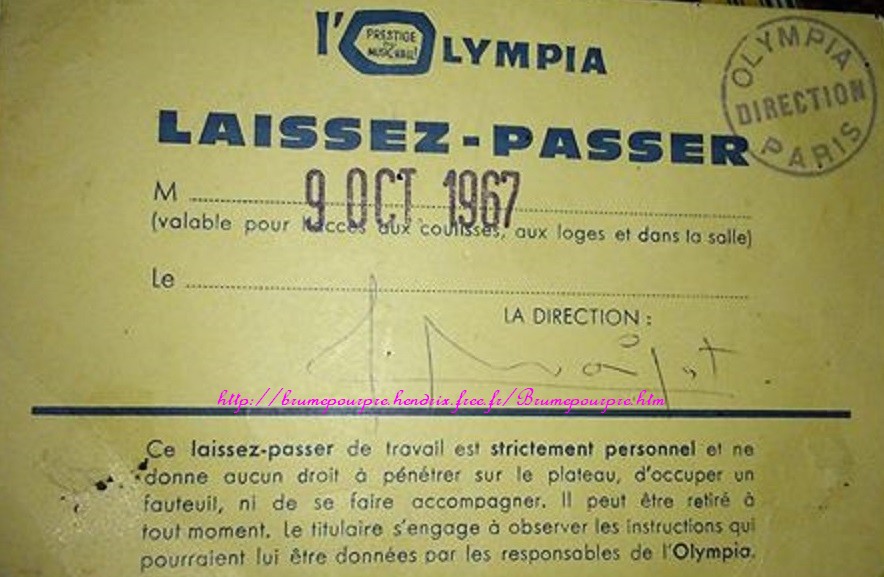 l'OLYMPIA
PRESTIGE
MUSIC-HALL!
OLYMPIA
DIRECTION
PARIS
LAISSEZ-PASSER
M
9 OCT. 1967
(valable pour l'accès aux coulisses, aux loges et dans la salle)
Le
LA DIRECTION :
http://brumepourpre.hendrix.free.fr/Brumepourpre.htm
Ce laissez-passer de travail est strictement personnel et ne
donne aucun droit à pénétrer sur le plateau, d'occuper un
fauteuil, ni de se faire accompagner. Il peut être retiré à
tout moment. Le titulaire s'engage à observer les instructions qui
pourraient lui être données par les responsables de l'Olympia.